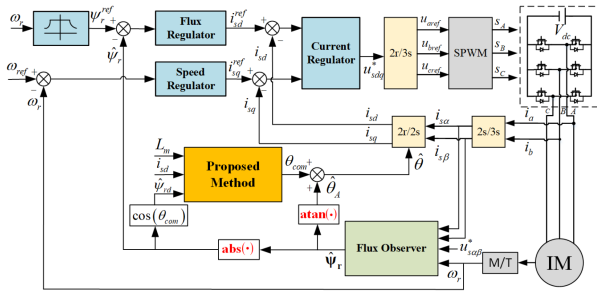 ω_r
ψ_r^ref
Flux
Regulator
i_sd^ref
u_aref
s_A
V_dc
ψ̂_r
i_sd
Current
Regulator
u*_sdq
2r/3s
u_bref
SPWM
s_B
ω_ref
Speed
Regulator
i_sq^ref
u_cref
s_C
ω_r
i_sq
C B A
i_sd
i_sq
2r/2s
i_sα
i_sβ
2s/3s
i_a
i_b
L_m
i_sd
ψ̂_rd
Proposed
Method
θ_com
θ̂
θ̂_A
cos(θ_com)
atan(·)
abs(·)
ψ̂_r
Flux Observer
u*_sαβ
ω_r
M/T
IM